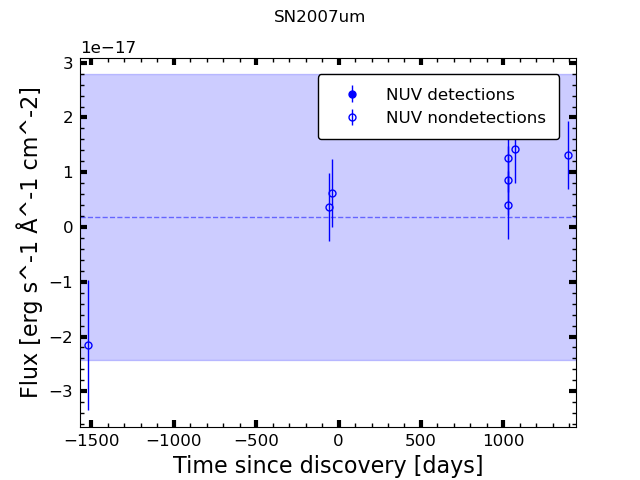 SN2007um
1e−17
3
2
1
0
−1
−2
−3
Flux [erg s^-1 Å^-1 cm^-2]
NUV detections
NUV nondetections
−1500 −1000 −500 0 500 1000
Time since discovery [days]